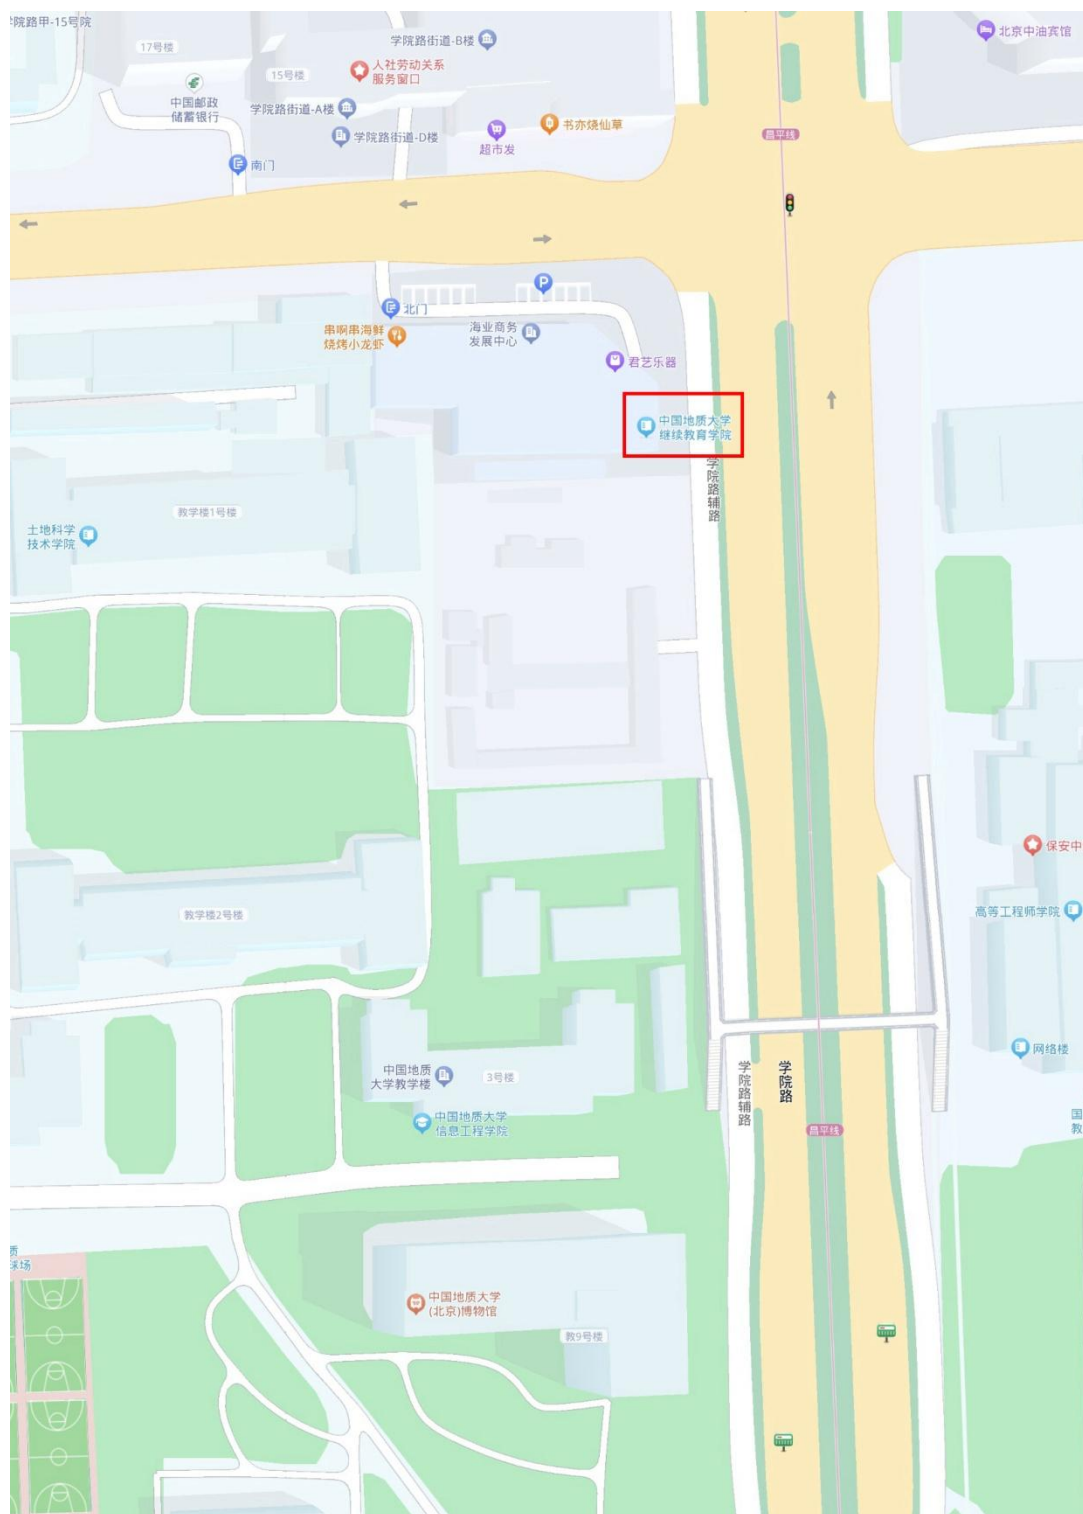 院路甲-15号院
17号楼
学院路街道-B楼
北京中油宾馆
人社劳动关系
服务窗口
15号楼
中国邮政
储蓄银行
学院路街道-A楼
学院路街道-D楼
超市发
书亦烧仙草
昌平线
南门
P
北门
串啊串海鲜
烧烤小龙虾
海业商务
发展中心
君艺乐器
中国地质大学
继续教育学院
学院路辅路
教学楼1号楼
土地科学
技术学院
保安中
教学楼2号楼
高等工程师学院
网络楼
中国地质
大学教学楼
3号楼
学院路辅路
学院路
中国地质大学
信息工程学院
昌平线
国
教
质
球场
中国地质大学
(北京)博物馆
教9号楼